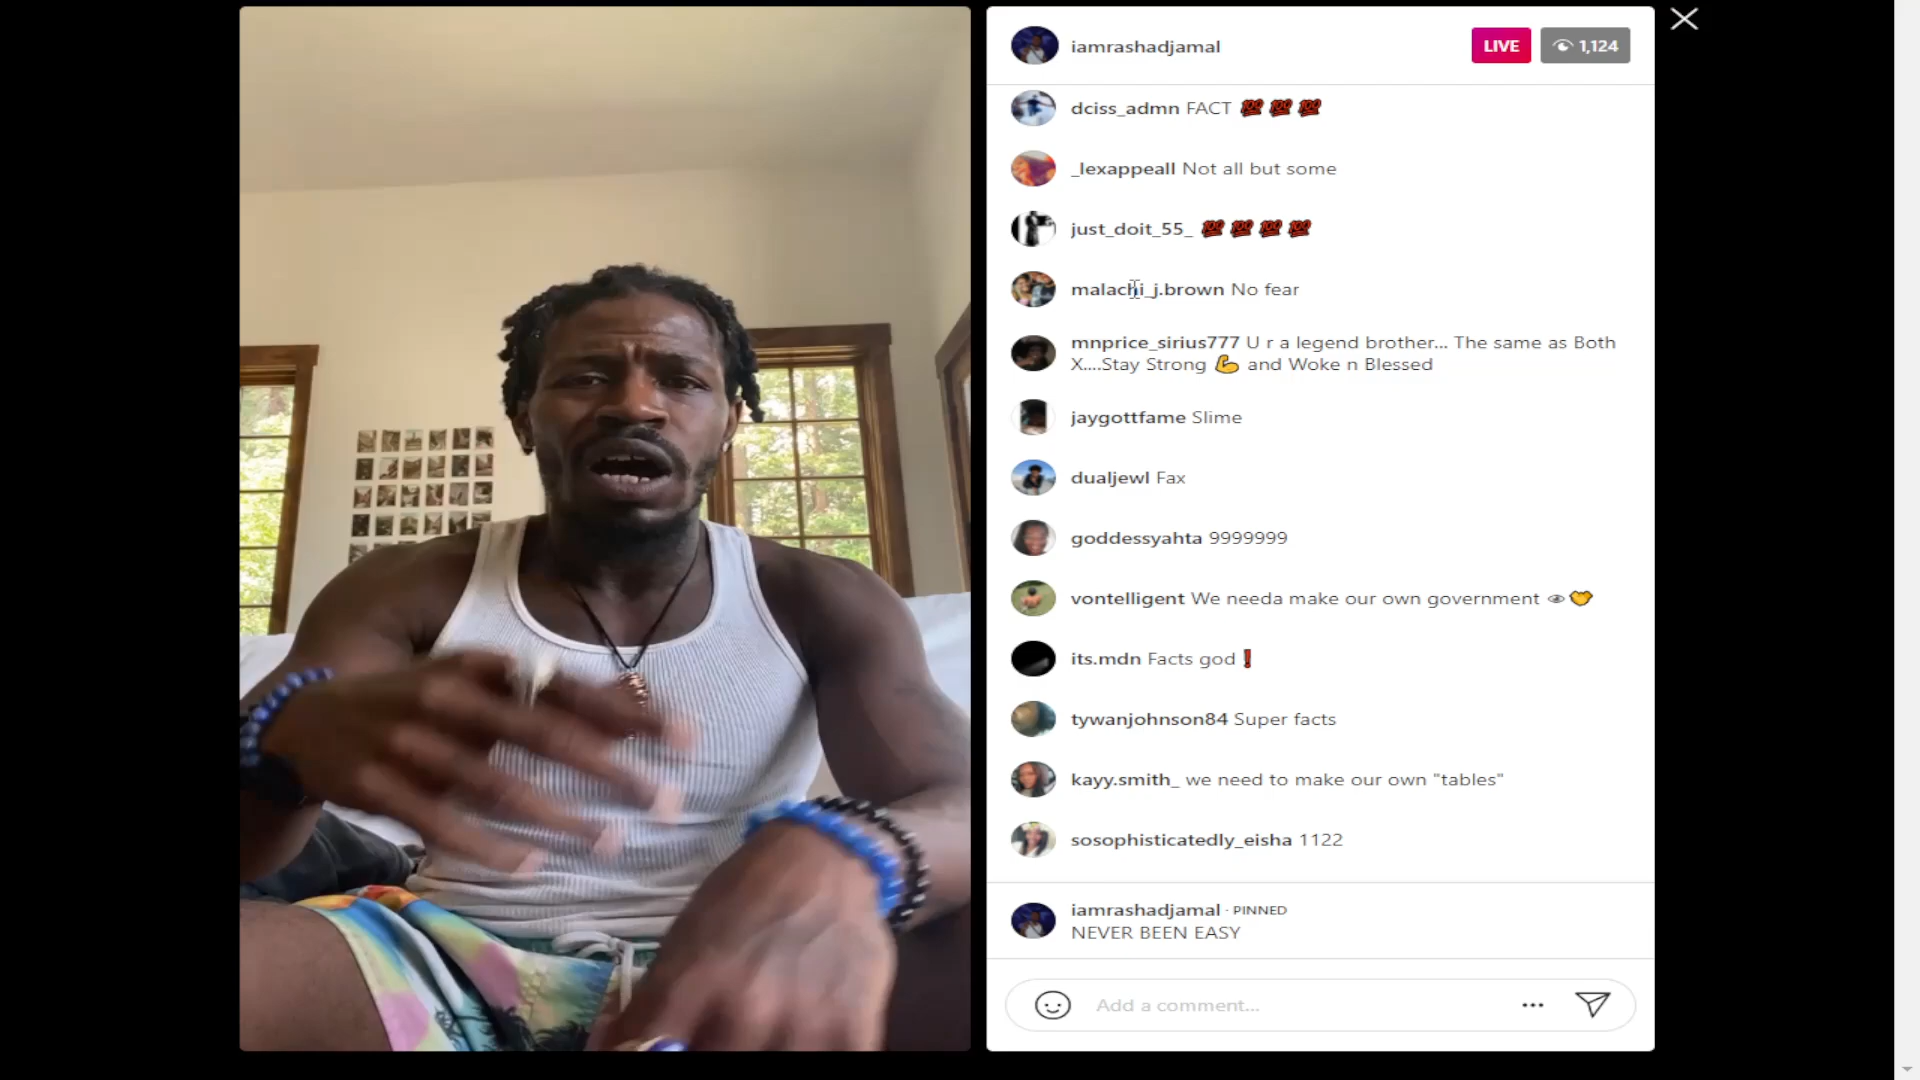 iamrashadjamal
LIVE
1,124
dciss_admn FACT 💯 💯 💯
_lexappeall Not all but some
just_doit_55_ 💯 💯 💯 💯
malachi_j.brown No fear
mnprice_sirius777 U r a legend brother... The same as Both
X....Stay Strong 💪 and Woke n Blessed
jaygottfame Slime
dualjewl Fax
goddessyahta 9999999
vontelligent We needa make our own government 👁🤝
its.mdn Facts god❗
tywanjohnson84 Super facts
kayy.smith_ we need to make our own "tables"
sosophisticatedly_eisha 1122
iamrashadjamal · PINNED
NEVER BEEN EASY
Add a comment...